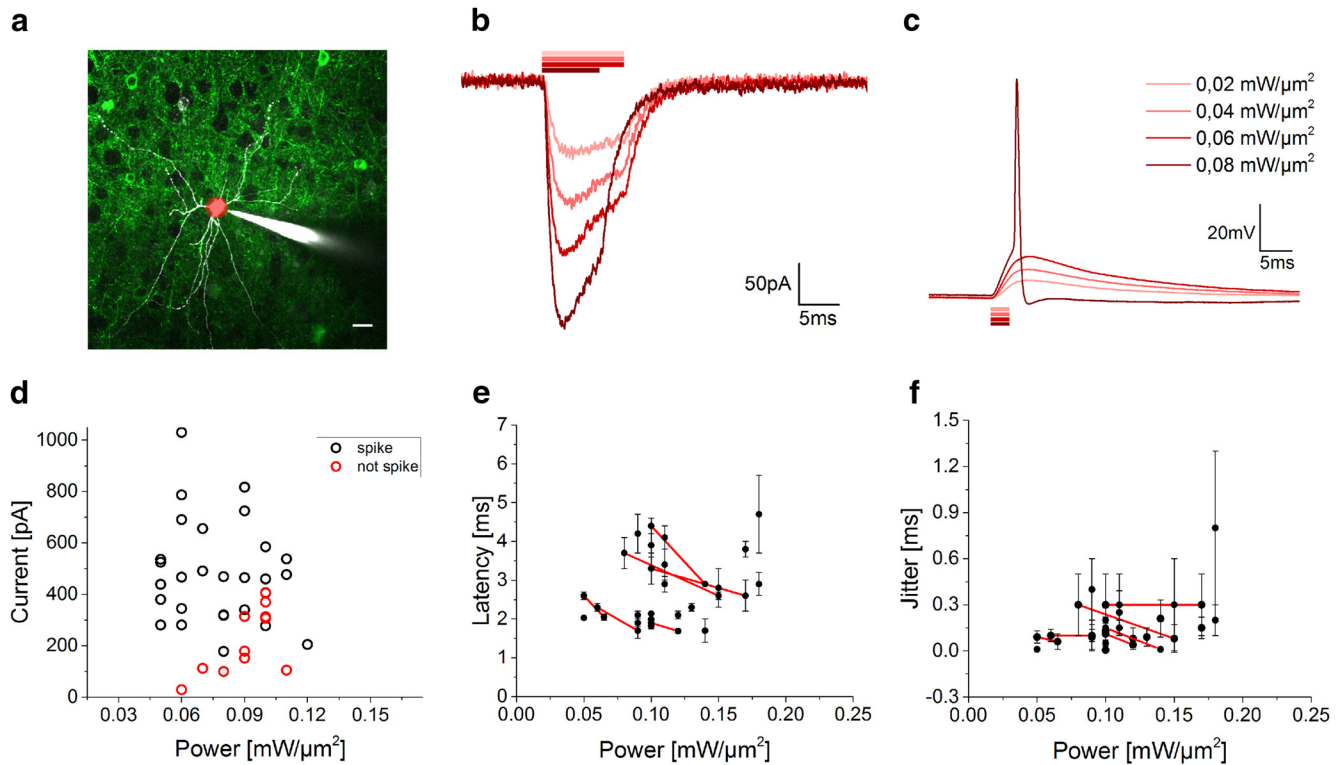 a
b
c
50pA
5ms
0,02 mW/µm²
0,04 mW/µm²
0,06 mW/µm²
0,08 mW/µm²
20mV
5ms
d
Current [pA]
1000
800
600
400
200
0
0.03 0.06 0.09 0.12 0.15
Power [mW/µm²]
spike
not spike
e
Latency [ms]
7
6
5
4
3
2
1
0
0.00 0.05 0.10 0.15 0.20 0.25
Power [mW/µm²]
f
Jitter [ms]
1.5
1.2
0.9
0.6
0.3
0.0
-0.3
0.00 0.05 0.10 0.15 0.20 0.25
Power [mW/µm²]